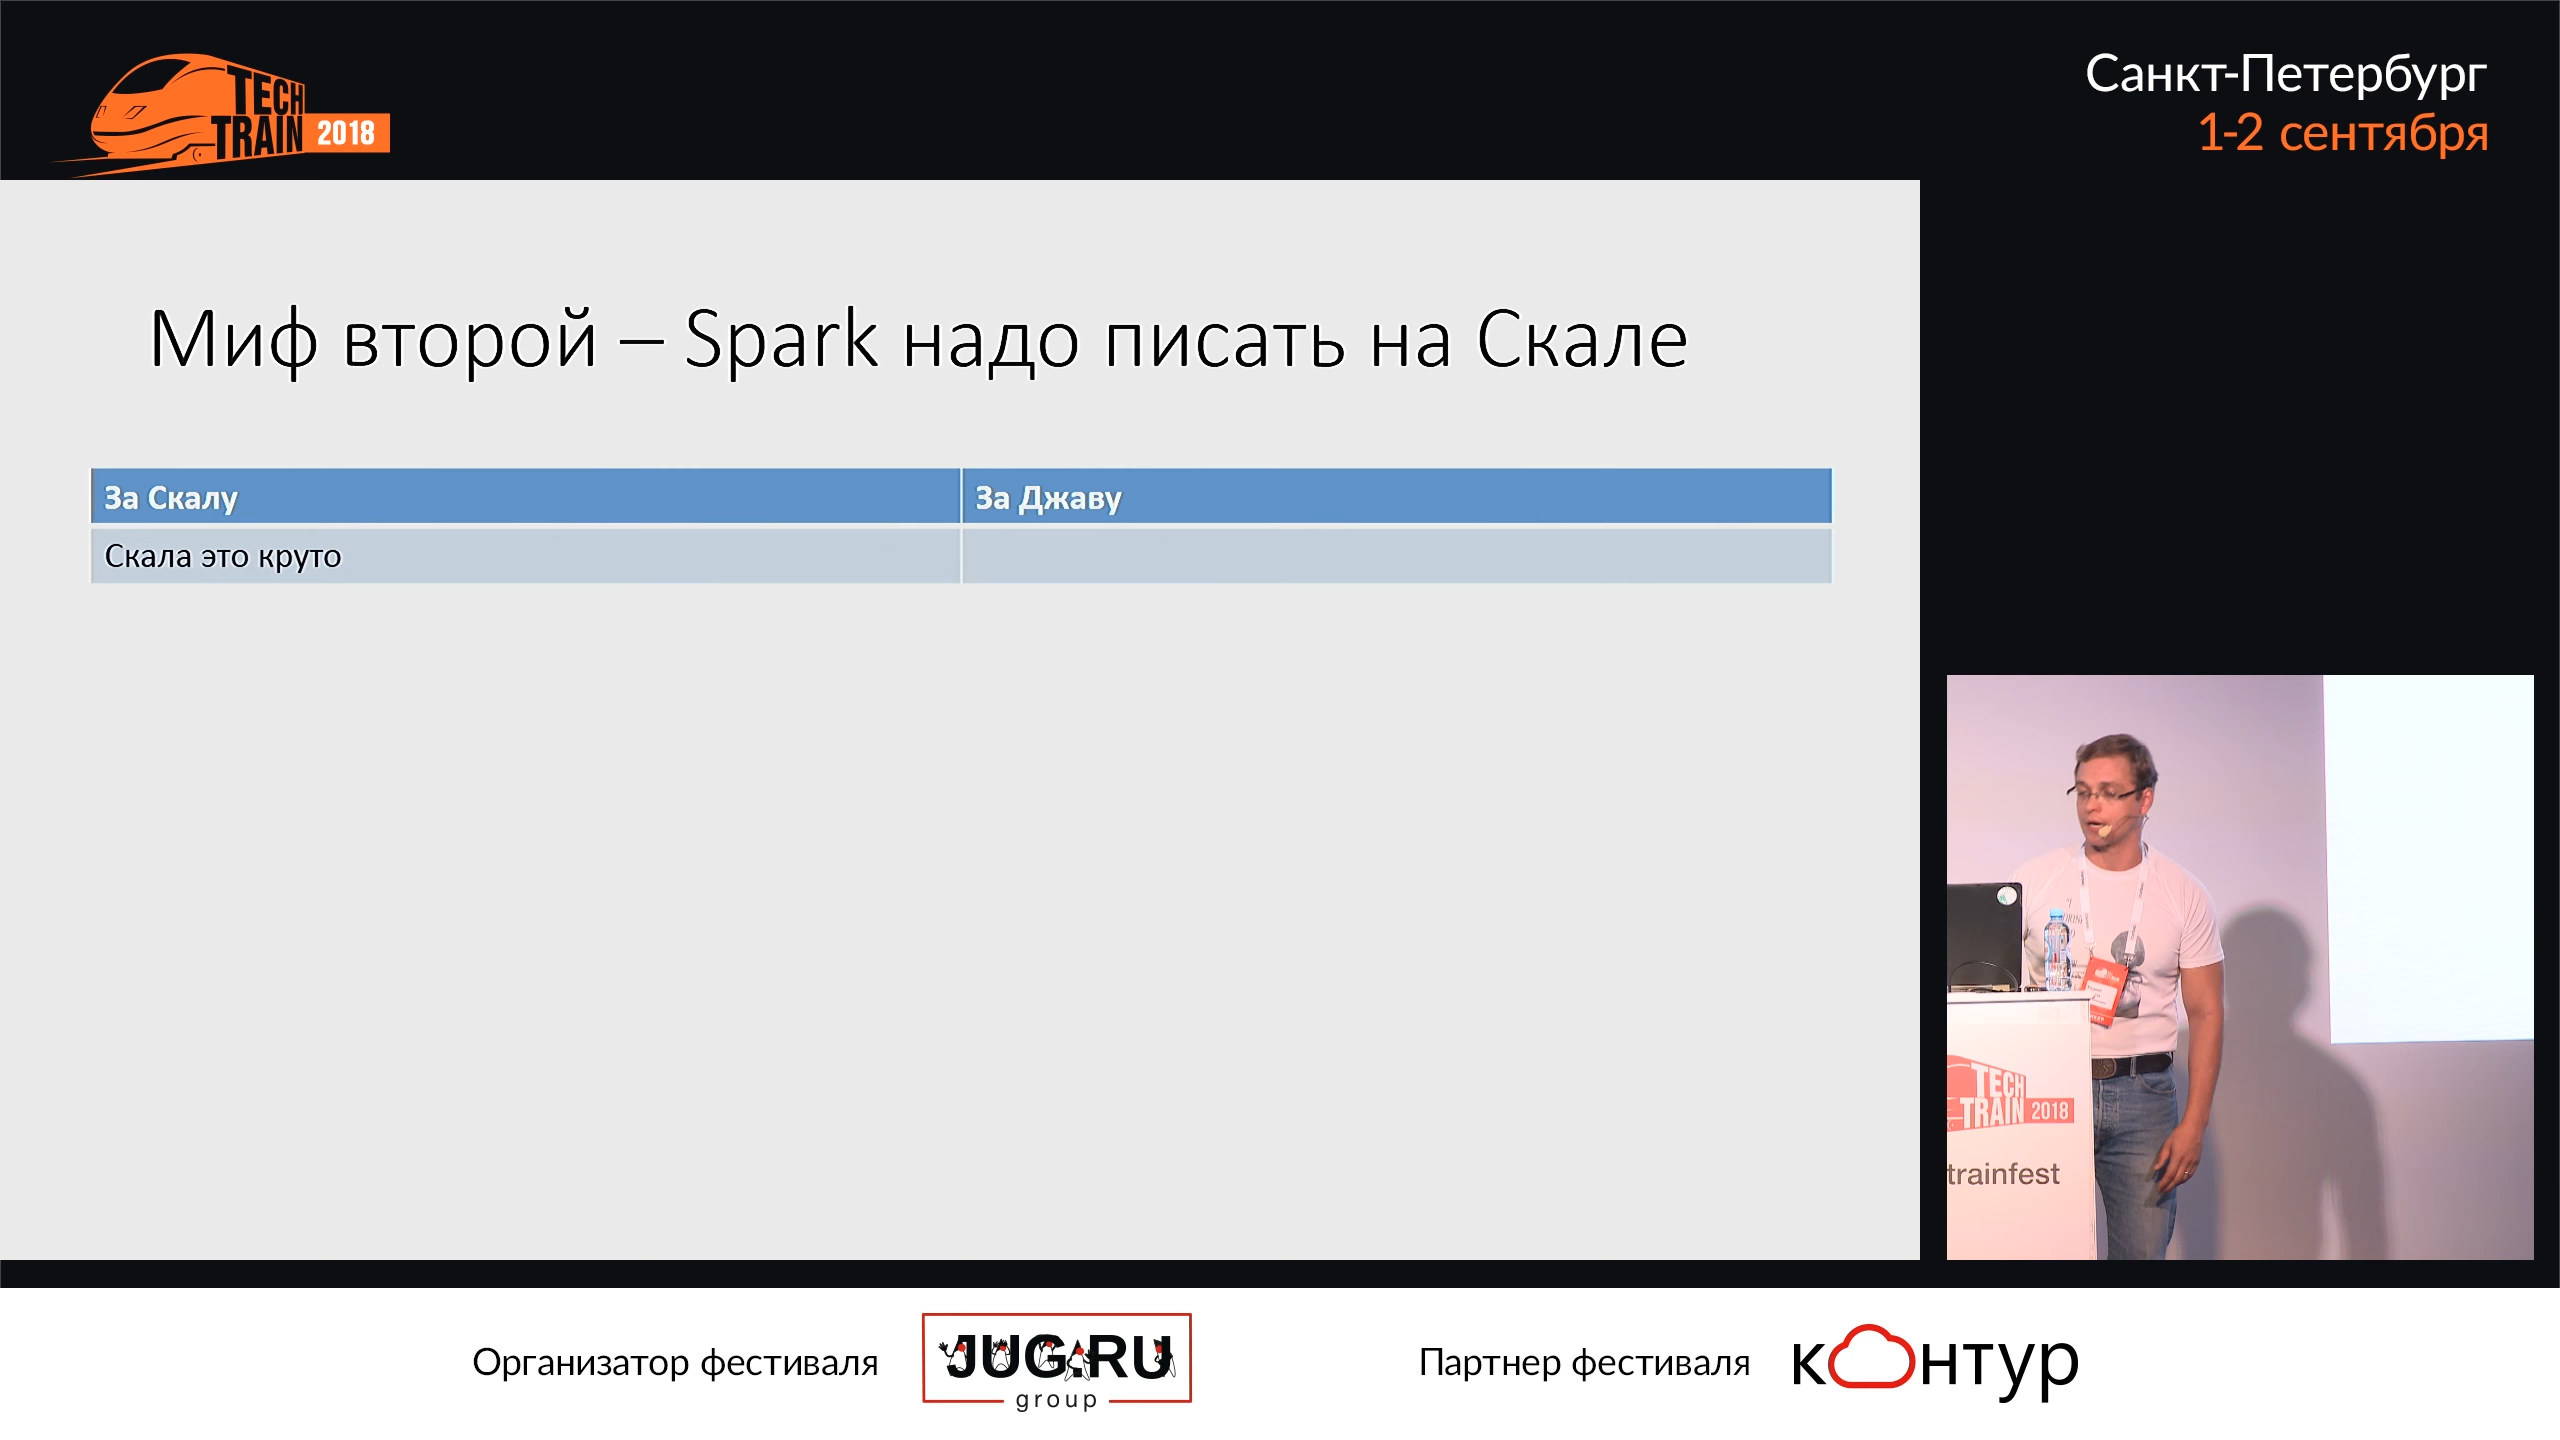 TECH
TRAIN 2018
Санкт-Петербург
1-2 сентября
Миф второй – Spark надо писать на Скале
За Скалу За Джаву
Скала это круто
TECH
TRAIN 2018
trainfest
Организатор фестиваля
JUG.RU
group
Партнер фестиваля
контур